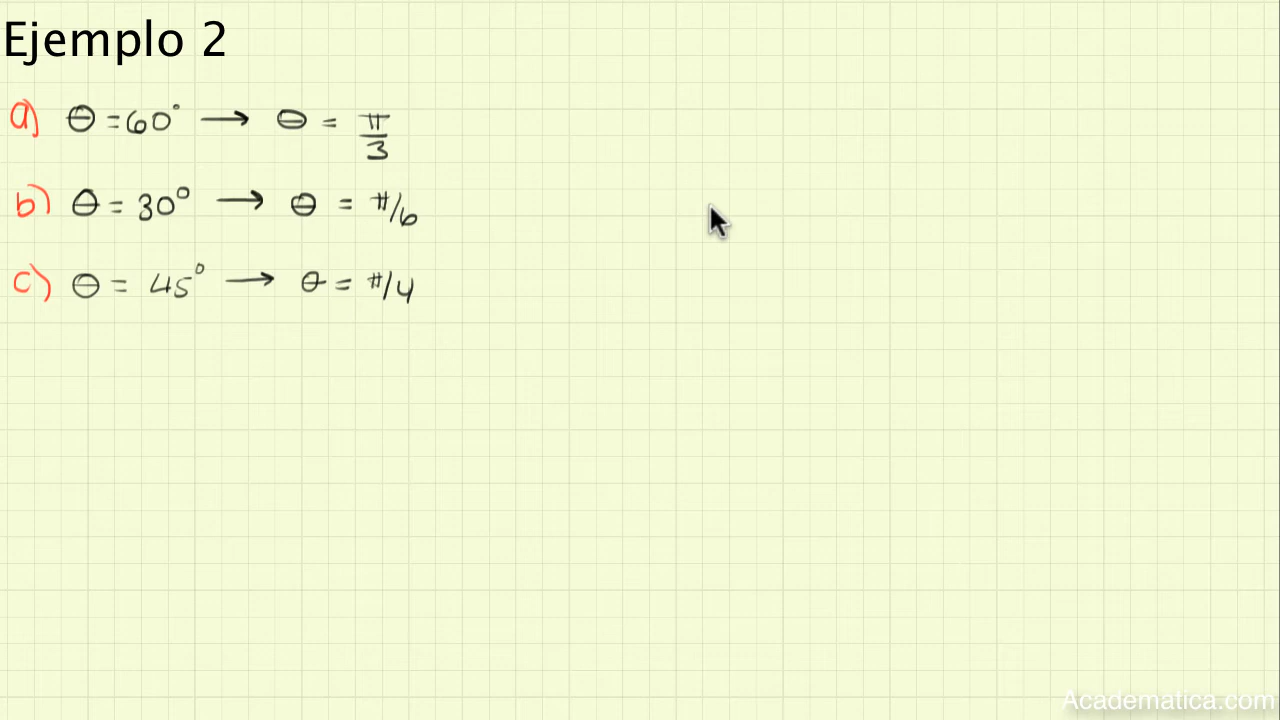 Ejemplo 2
a) θ = 60° → θ = π/3
b) θ = 30° → θ = π/6
c) θ = 45° → θ = π/4
Academatica.com